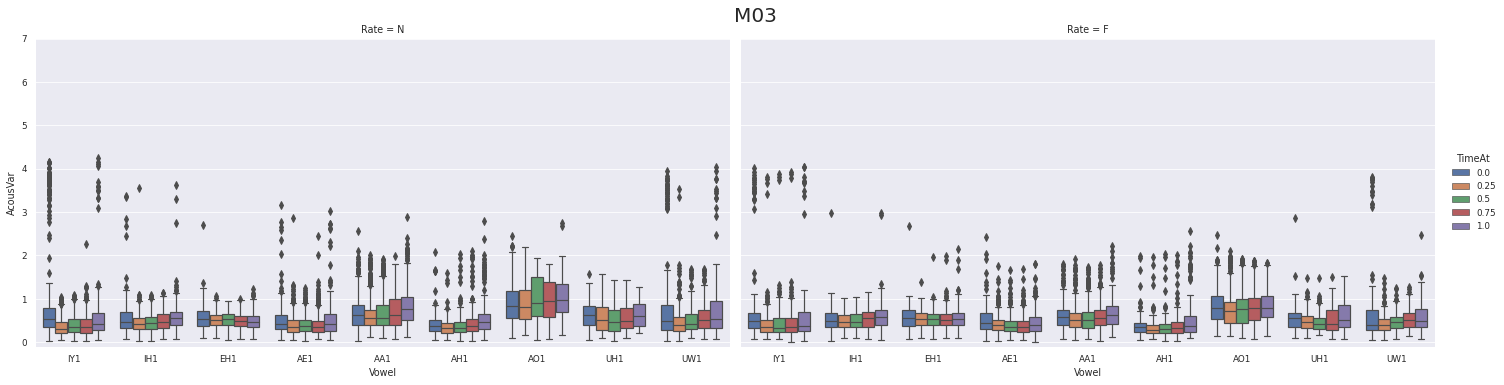 M03
Rate = N
Rate = F
7
6
5
4
3
2
1
0
AcousVar
IY1 IH1 EH1 AE1 AA1 AH1 AO1 UH1 UW1
Vowel
IY1 IH1 EH1 AE1 AA1 AH1 AO1 UH1 UW1
Vowel
TimeAt
0.0
0.25
0.5
0.75
1.0